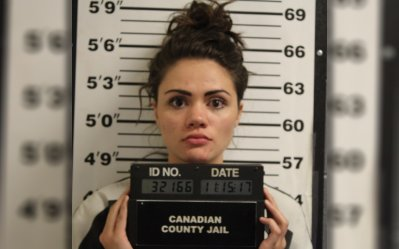 5'9" 69
5'6" 66
5'3" 63
5'0" 60
4'9" 57
ID NO. DATE
32166 11:15:17
CANADIAN
COUNTY JAIL